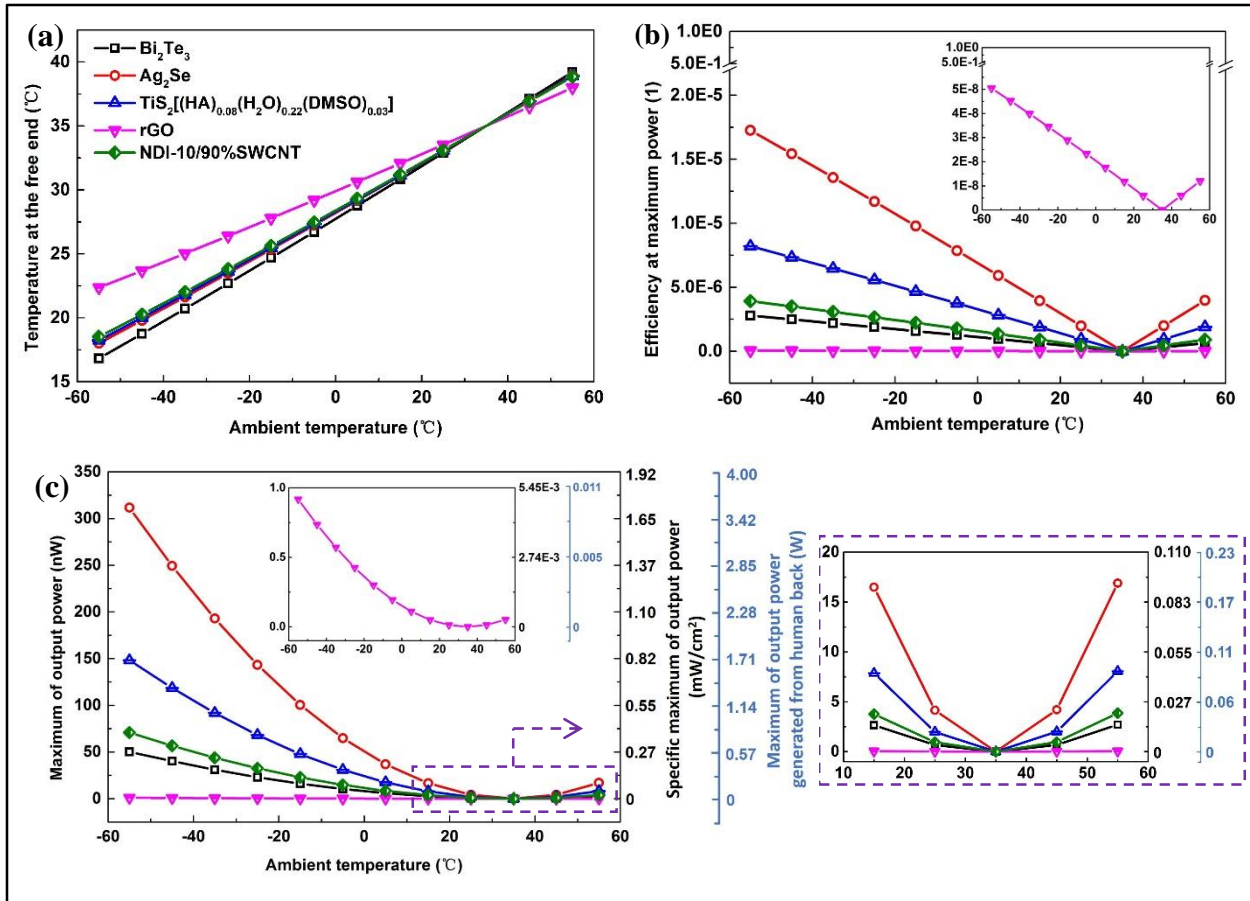 (a)
Bi2Te3
Ag2Se
TiS2[(HA)0.08(H2O)0.22(DMSO)0.03]
rGO
NDI-10/90%SWCNT
Temperature at the free end (℃)
40
35
30
25
20
15
-60 -40 -20 0 20 40 60
Ambient temperature (℃)
(b)
Efficiency at maximum power (1)
1.0E0
5.0E-1
2.0E-5
1.5E-5
1.0E-5
5.0E-6
0.0
-60 -40 -20 0 20 40 60
Ambient temperature (℃)
1.0E0
5.0E-1
5E-8
4E-8
3E-8
2E-8
1E-8
0
-60 -40 -20 0 20 40 60
(c)
Maximum of output power (nW)
350
300
250
200
150
100
50
0
-60 -40 -20 0 20 40 60
Ambient temperature (℃)
1.0
0.5
0.0
-60 -40 -20 0 20 40 60
5.45E-3
2.74E-3
0
0.011
0.005
0
1.92
1.65
1.37
1.10
0.82
0.55
0.27
0
Specific maximum of output power
(mW/cm2)
4.00
3.42
2.85
2.28
1.71
1.14
0.57
0
Maximum of output power
generated from human back (W)
20
15
10
5
0
10 20 30 40 50 60
0.110
0.083
0.055
0.027
0
0.23
0.17
0.11
0.06
0